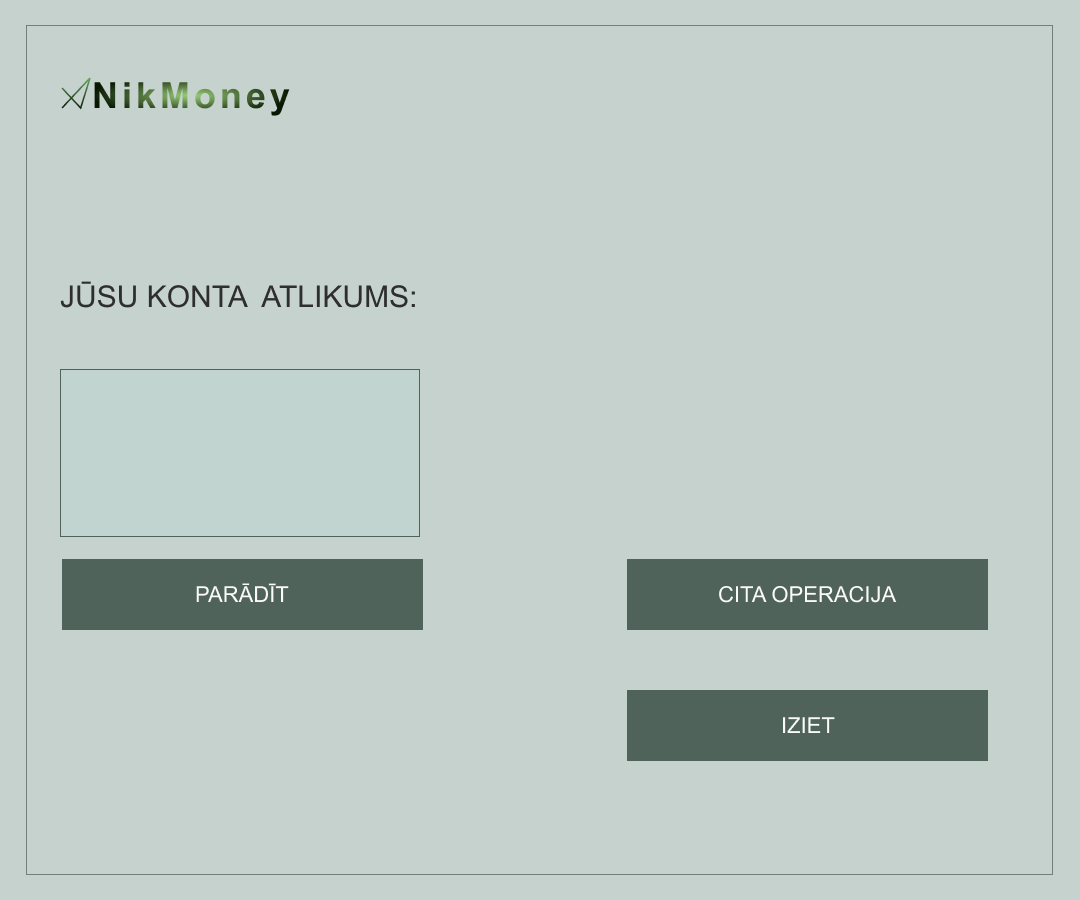 NikMoney
JŪSU KONTA  ATLIKUMS:
PARĀDĪT
CITA OPERACIJA
IZIET